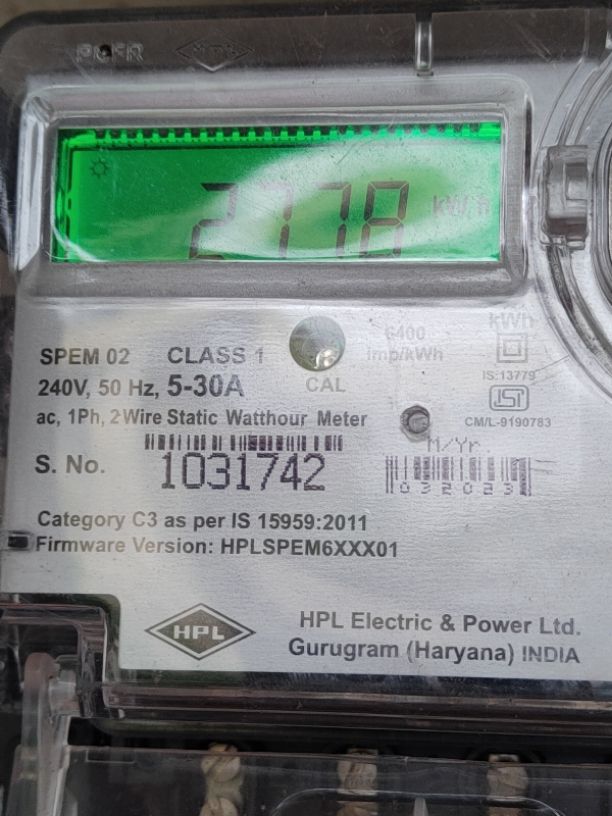 HPL
2778 kWh
SPEM 02 CLASS 1
240V, 50 Hz, 5-30A
ac, 1Ph, 2Wire Static Watthour Meter
CAL
6400
imp/kWh
kWh
IS:13779
CM/L-9190783
S. No.
1031742
M/Yr.
032023
Category C3 as per IS 15959:2011
Firmware Version: HPLSPEM6XXX01
HPL
HPL Electric & Power Ltd.
Gurugram (Haryana) INDIA